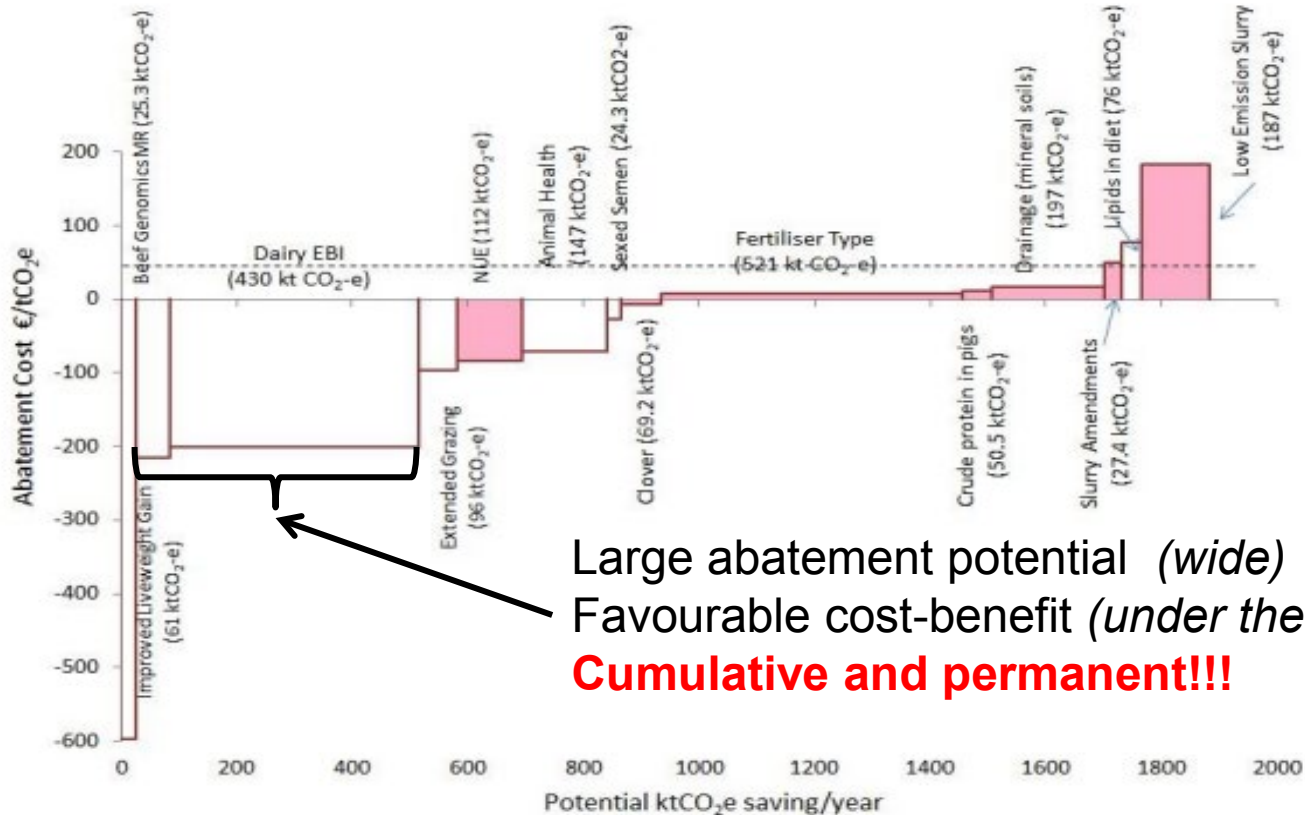 Beef Genomics MR (25.3 ktCO2-e)
Dairy EBI
(430 kt CO₂-e)
NUE (112 ktCO₂-e)
Animal Health
(147 ktCO₂-e)
Sexed Semen (24.3 ktCO2-e)
Fertiliser Type
(521 kt CO₂-e)
Drainage (mineral soils)
(197 ktCO₂-e)
Lipids in diet (76 ktCO₂-e)
Low Emission Slurry
(187 ktCO₂-e)
Abatement Cost €/tCO₂e
200
100
0
-100
-200
-300
-400
-500
-600
Improved Liveweight Gain
(61 ktCO₂-e)
Extended Grazing
(96 ktCO₂-e)
Clover (69.2 ktCO₂-e)
Crude protein in pigs
(50.5 ktCO₂-e)
Slurry Amendments
(27.4 ktCO₂-e)
Large abatement potential (wide)
Favourable cost-benefit (under the
Cumulative and permanent!!!
0 200 400 600 800 1000 1200 1400 1600 1800 2000
Potential ktCO₂e saving/year